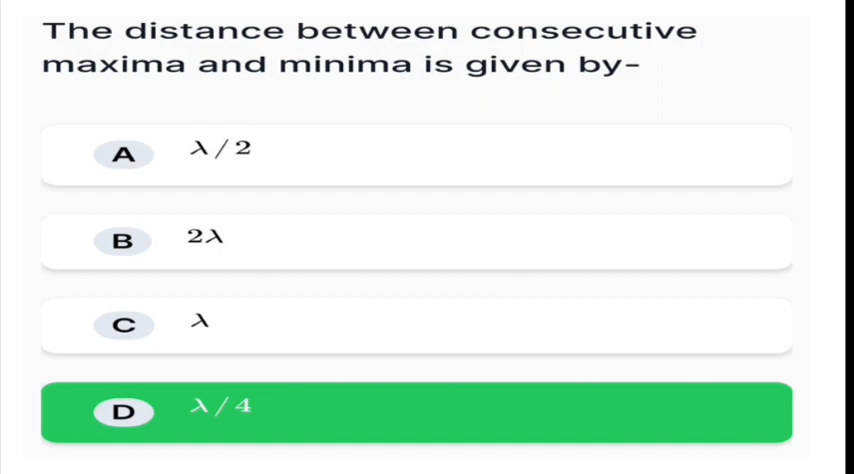 The distance between consecutive
maxima and minima is given by-
A λ/2
B 2λ
C λ
D λ/4